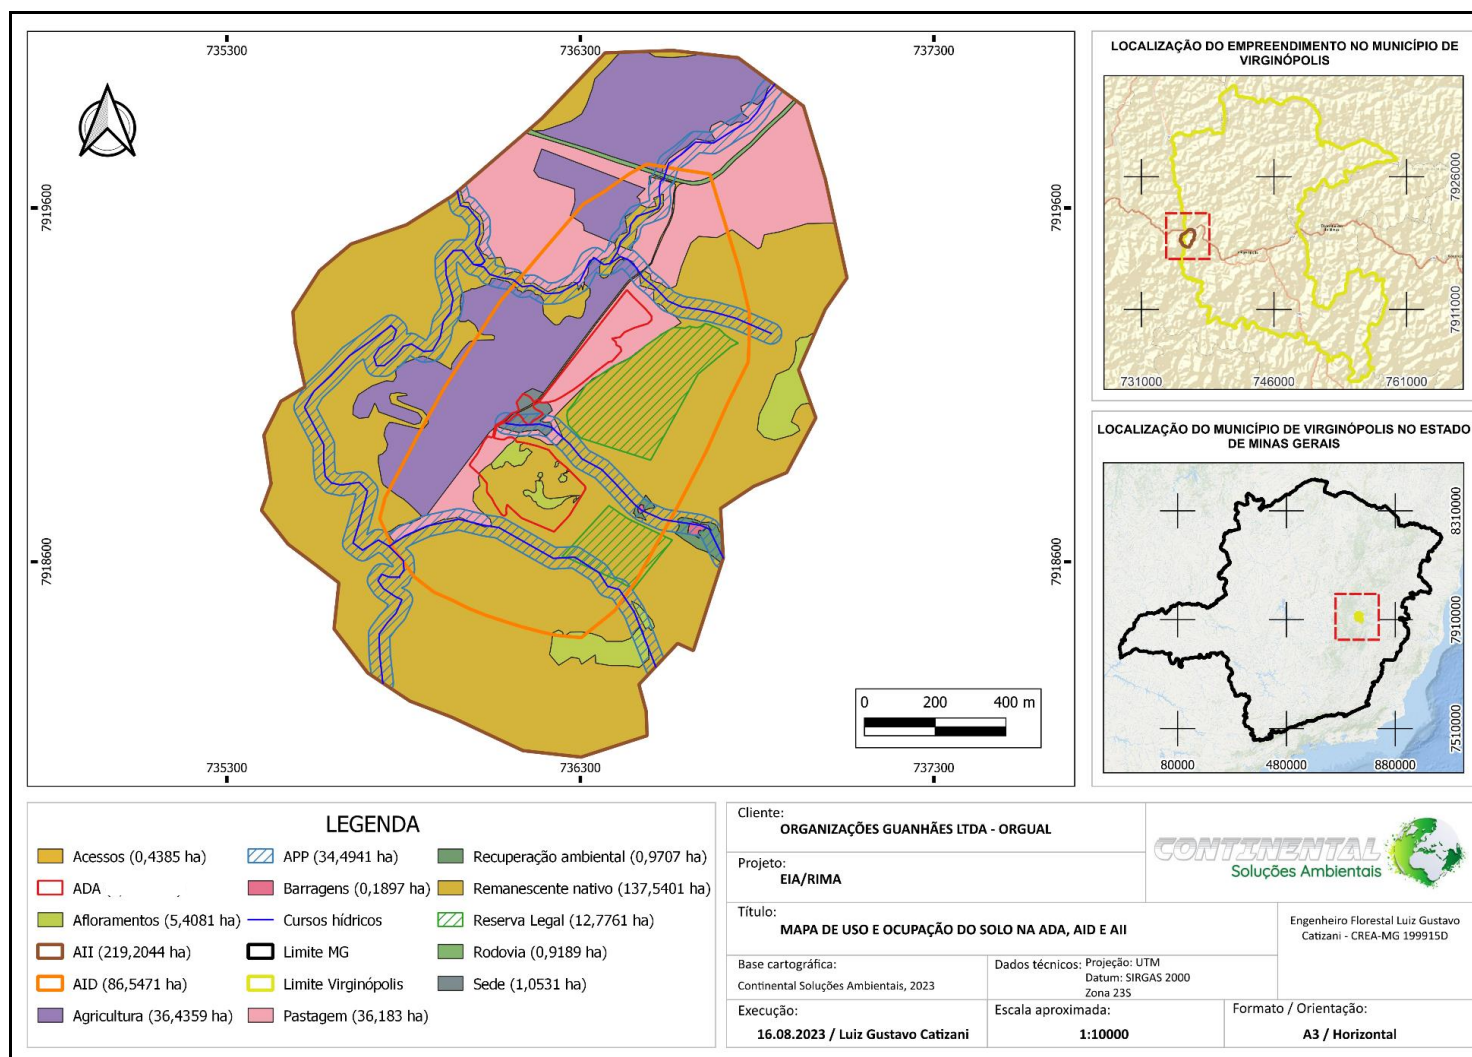 735300
736300
737300
7919600
7919600
7918600
7918600
0 200 400 m
735300
736300
737300
LOCALIZAÇÃO DO EMPREENDIMENTO NO MUNICÍPIO DE
VIRGINÓPOLIS
7926000
7911000
731000
746000
761000
LOCALIZAÇÃO DO MUNICÍPIO DE VIRGINÓPOLIS NO ESTADO
DE MINAS GERAIS
8310000
7910000
7510000
80000
480000
880000
LEGENDA
Acessos (0,4385 ha)
ADA
Afloramentos (5,4081 ha)
AII (219,2044 ha)
AID (86,5471 ha)
Agricultura (36,4359 ha)
APP (34,4941 ha)
Barragens (0,1897 ha)
Cursos hídricos
Limite MG
Limite Virginópolis
Pastagem (36,183 ha)
Recuperação ambiental (0,9707 ha)
Remanescente nativo (137,5401 ha)
Reserva Legal (12,7761 ha)
Rodovia (0,9189 ha)
Sede (1,0531 ha)
Cliente:
ORGANIZAÇÕES GUANHÃES LTDA - ORGUAL
Projeto:
EIA/RIMA
CONTINENTAL
Soluções Ambientais
Título:
MAPA DE USO E OCUPAÇÃO DO SOLO NA ADA, AID E AII
Engenheiro Florestal Luiz Gustavo
Catizani - CREA-MG 199915D
Base cartográfica:
Continental Soluções Ambientais, 2023
Dados técnicos: Projeção: UTM
Datum: SIRGAS 2000
Zona 23S
Execução:
16.08.2023 / Luiz Gustavo Catizani
Escala aproximada:
1:10000
Formato / Orientação:
A3 / Horizontal